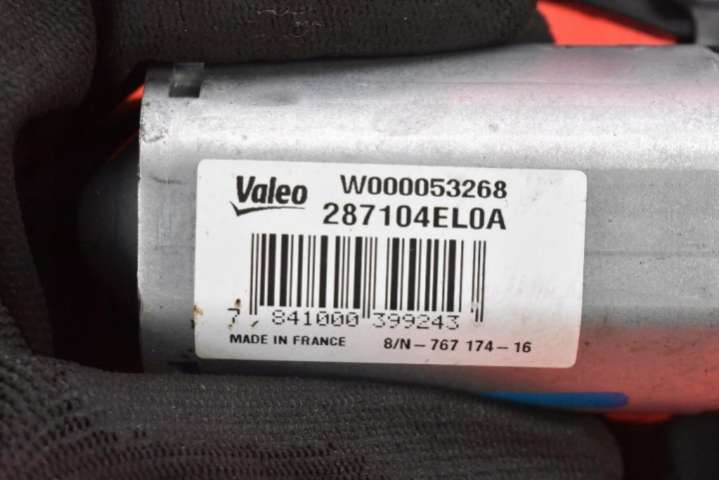 Valeo
W000053268
287104EL0A
7,841000 399243
MADE IN FRANCE 8/N-767 174-16